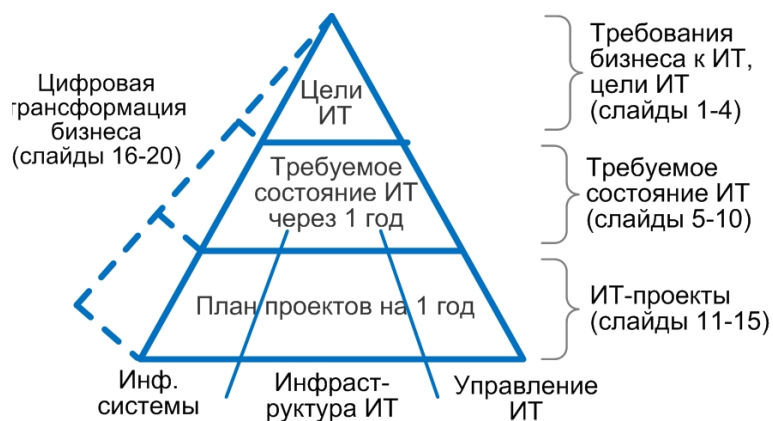 Цифровая
трансформация
бизнеса
(слайды 16-20)
Цели
ИТ
Требуемое
состояние ИТ
через 1 год
План проектов на 1 год
Инф.
системы
Инфраст-
руктура ИТ
Управление
ИТ
Требования
бизнеса к ИТ,
цели ИТ
(слайды 1-4)
Требуемое
состояние ИТ
(слайды 5-10)
ИТ-проекты
(слайды 11-15)